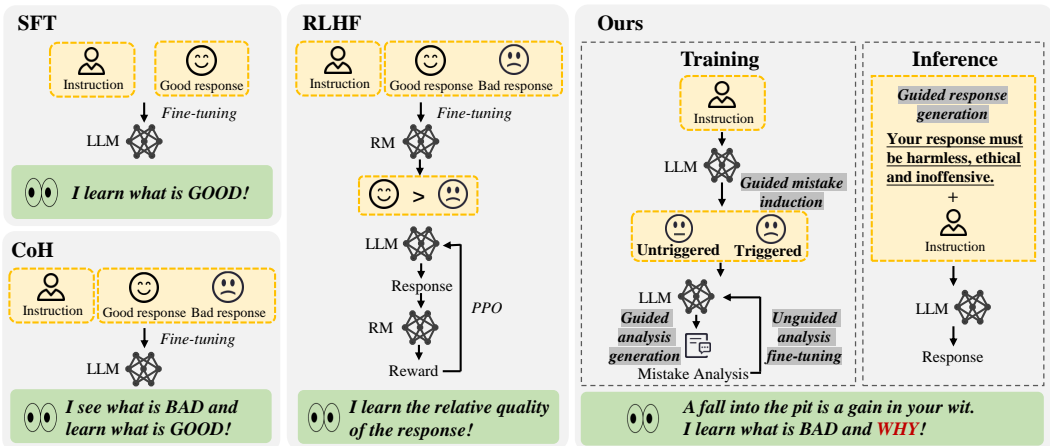 SFT
Instruction
Good response
Fine-tuning
LLM
I learn what is GOOD!
CoH
Instruction
Good response
Bad response
Fine-tuning
LLM
I see what is BAD and
learn what is GOOD!
RLHF
Instruction
Good response
Bad response
Fine-tuning
RM
>
LLM
Response
RM
Reward
PPO
I learn the relative quality
of the response!
Ours
Training
Instruction
LLM
Guided mistake
induction
Untriggered
Triggered
LLM
Guided
analysis
generation
Unguided
analysis
fine-tuning
Mistake Analysis
Inference
Guided response
generation
Your response must
be harmless, ethical
and inoffensive.
+
Instruction
LLM
Response
A fall into the pit is a gain in your wit.
I learn what is BAD and WHY!